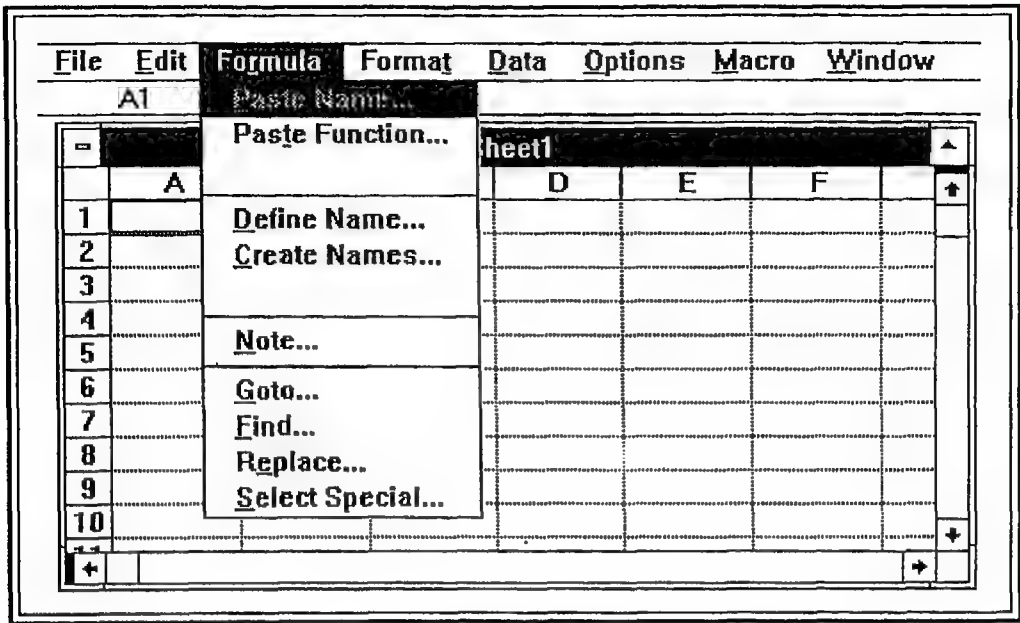 File Edit Formula Format Data Options Macro Window
A1 Paste Name...
Paste Function...
heet1
A D E F
1 Define Name...
2 Create Names...
3
4
5 Note...
6 Goto...
7 Find...
8 Replace...
9 Select Special...
10